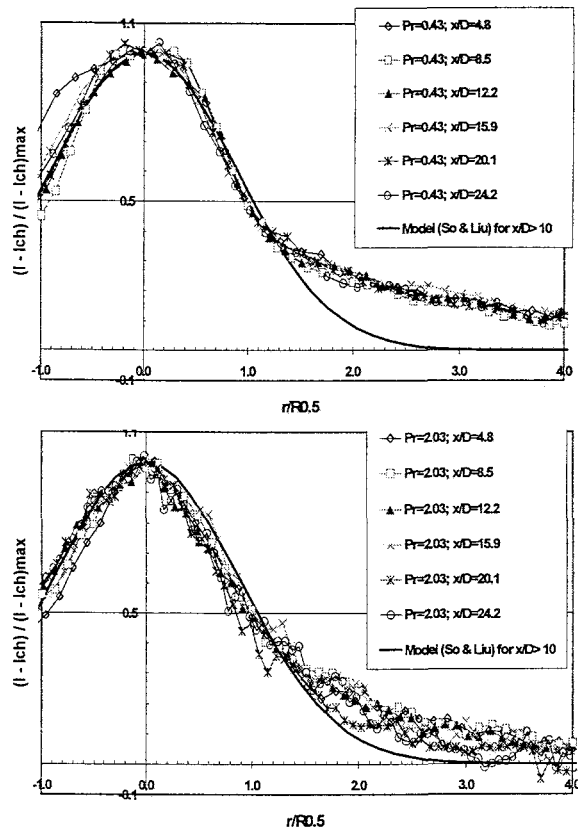 1.1
(I - Ich) / (I - Ich)max
0.5
-0.1
-1.0
0.0
1.0
2.0
3.0
4.0
r/R0.5
Pr=0.43; x/D=4.8
Pr=0.43; x/D=8.5
Pr=0.43; x/D=12.2
Pr=0.43; x/D=15.9
Pr=0.43; x/D=20.1
Pr=0.43; x/D=24.2
Model (So & Liu) for x/D>10
1.1
(I - Ich) / (I - Ich)max
0.5
-0.1
-1.0
0.0
1.0
2.0
3.0
4.0
r/R0.5
Pr=2.03; x/D=4.8
Pr=2.03; x/D=8.5
Pr=2.03; x/D=12.2
Pr=2.03; x/D=15.9
Pr=2.03; x/D=20.1
Pr=2.03; x/D=24.2
Model (So & Liu) for x/D>10